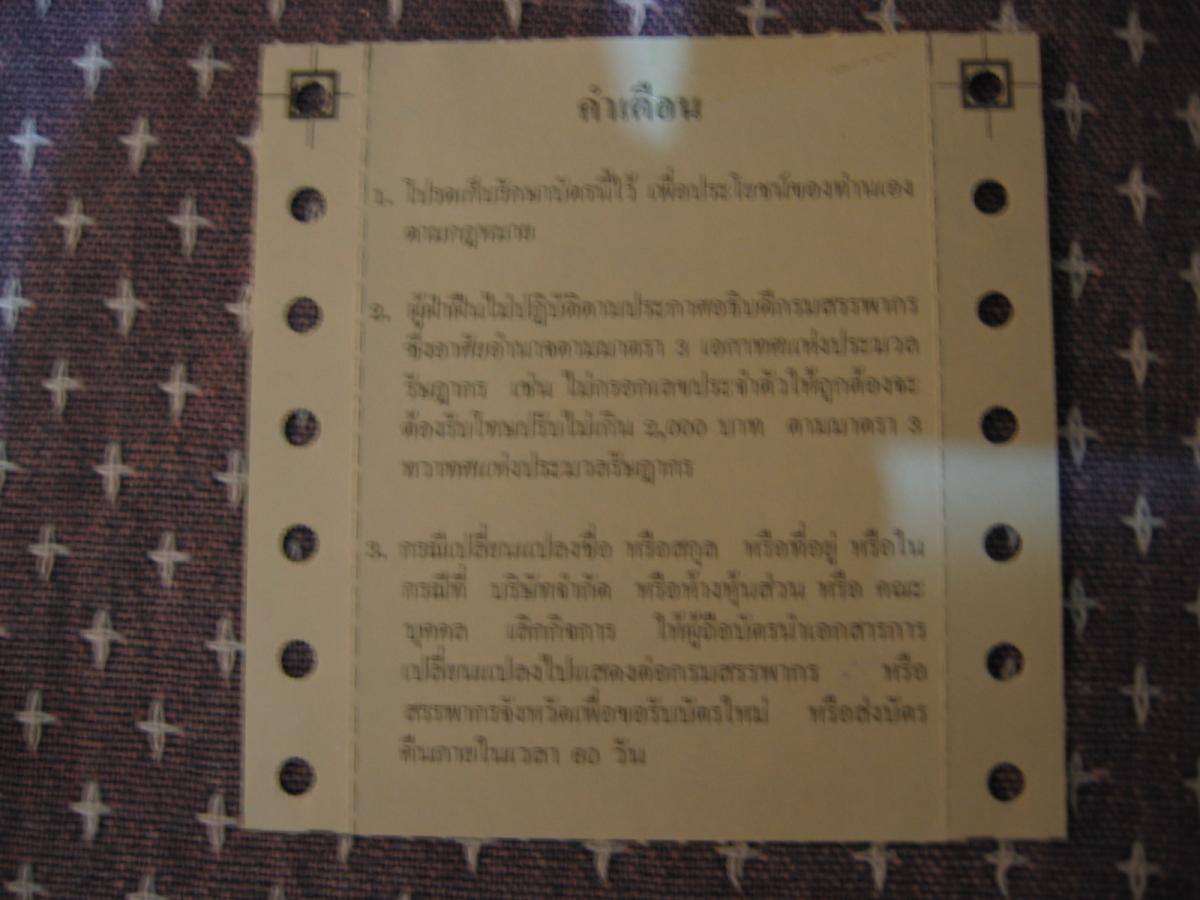 คำเตือน
๑. โปรดเก็บรักษาบัตรนี้ไว้ เพื่อประโยชน์ของท่านเอง
ตามกฎหมาย
๒. ผู้ฝ่าฝืนไม่ปฏิบัติตามประกาศอธิบดีกรมสรรพากร
ซึ่งอาศัยอำนาจตามมาตรา ๓ เอกาทศแห่งประมวล
รัษฎากร เช่น ไม่กรอกเลขประจำตัวให้ถูกต้องจะ
ต้องรับโทษปรับไม่เกิน ๒,๐๐๐ บาท ตามมาตรา ๓
ทวาทศแห่งประมวลรัษฎากร
๓. กรณีเปลี่ยนแปลงชื่อ หรือสกุล หรือที่อยู่ หรือใน
กรณีที่ บริษัทจำกัด หรือห้างหุ้นส่วน หรือ คณะ
บุคคล เลิกกิจการ ให้ผู้ถือบัตรนำเอกสารการ
เปลี่ยนแปลงไปแสดงต่อกรมสรรพากร หรือ
สรรพากรจังหวัดเพื่อขอรับบัตรใหม่ หรือส่งบัตร
คืนภายในเวลา ๖๐ วัน